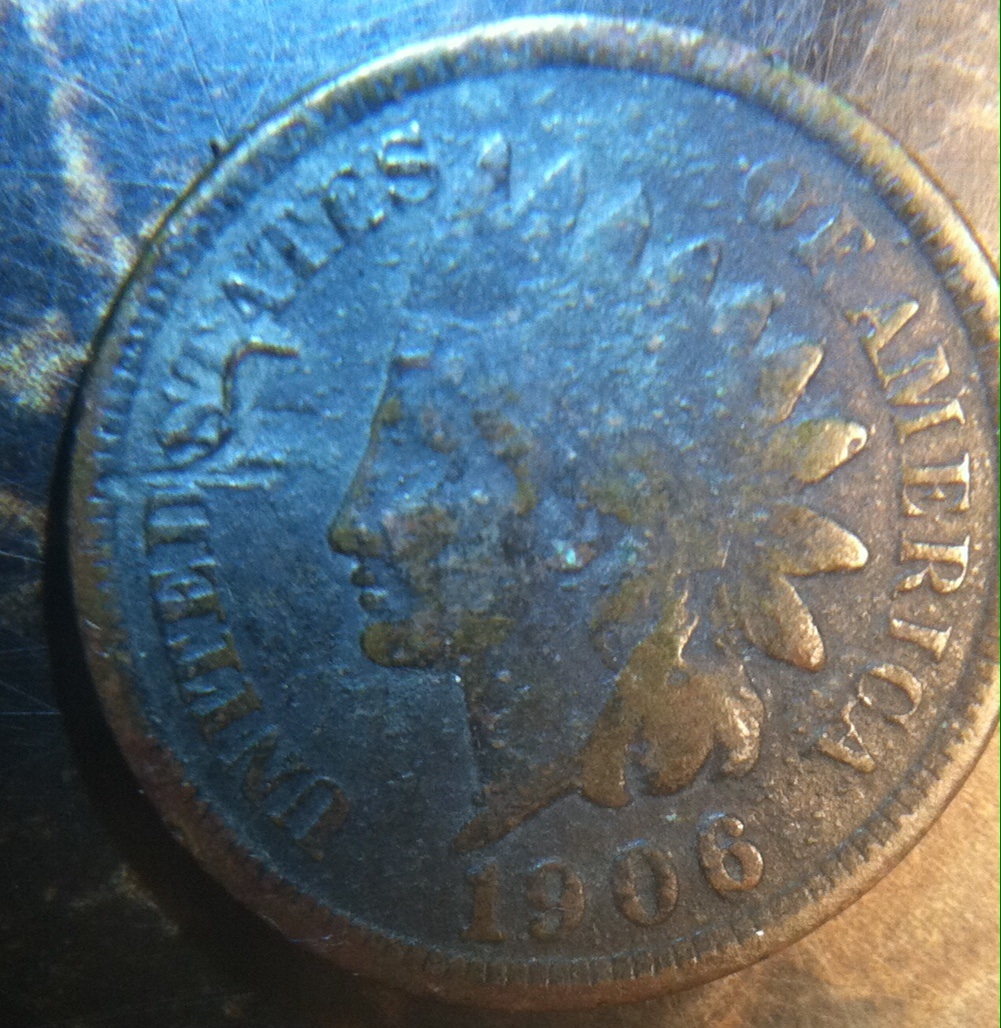 UNITED STATES OF AMERICA
1906